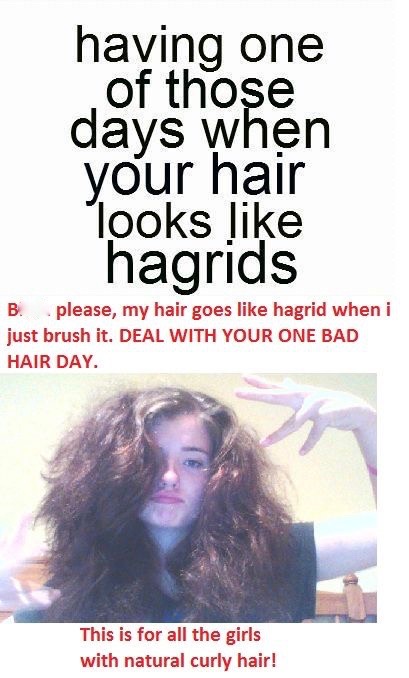 having one
of those
days when
your hair
looks like
hagrids
please, my hair goes like hagrid when i
just brush it. DEAL WITH YOUR ONE BAD
HAIR DAY.
This is for all the girls
with natural curly hair!